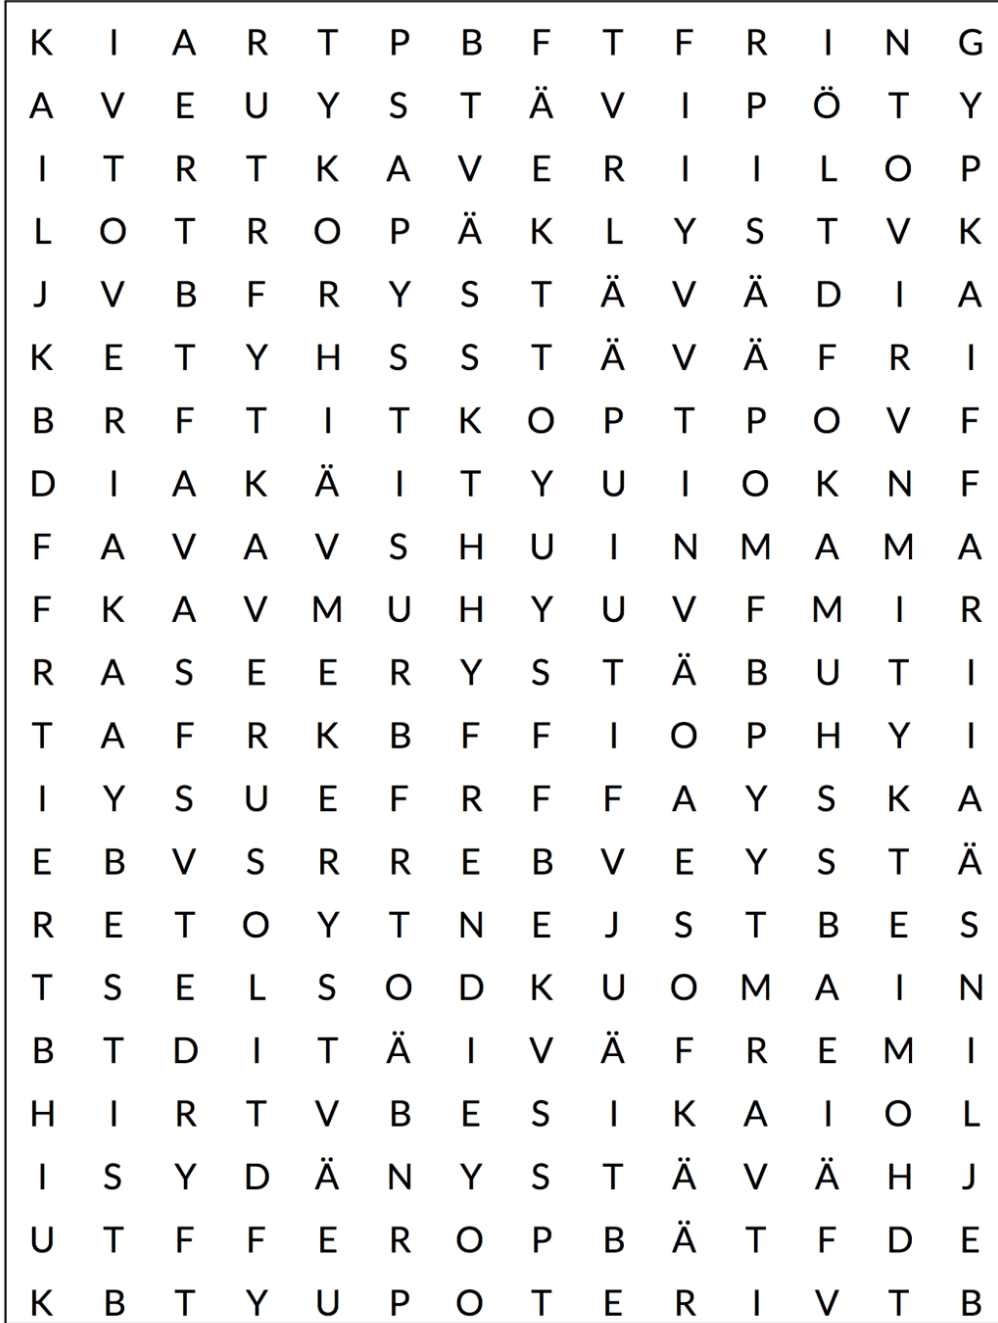 K I A R T P B F T F R I N G
A V E U Y S T Ä V I P Ö T Y
I T R T K A V E R I I L O P
L O T R O P Ä K L Y S T V K
J V B F R Y S T Ä V Ä D I A
K E T Y H S S T Ä V Ä F R I
B R F T I T K O P T P O V F
D I A K Ä I T Y U I O K N F
F A V A V S H U I N M A M A
F K A V M U H Y U V F M I R
R A S E E R Y S T Ä B U T I
T A F R K B F F I O P H Y I
I Y S U E F R F F A Y S K A
E B V S R R E B V E Y S T Ä
R E T O Y T N E J S T B E S
T S E L S O D K U O M A I N
B T D I T Ä I V Ä F R E M I
H I R T V B E S I K A I O L
I S Y D Ä N Y S T Ä V Ä H J
U T F F E R O P B Ä T F D E
K B T Y U P O T E R I V T B